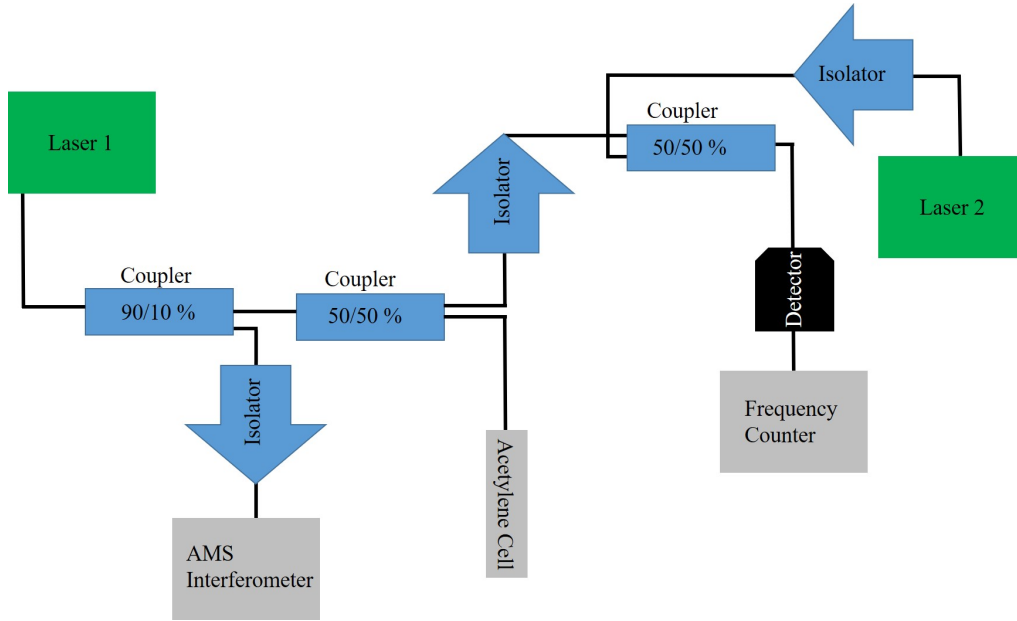 Isolator
Laser 1
Coupler
50/50 %
Isolator
Laser 2
Coupler
90/10 %
Coupler
50/50 %
Detector
Isolator
Frequency
Counter
Acetylene Cell
AMS
Interferometer